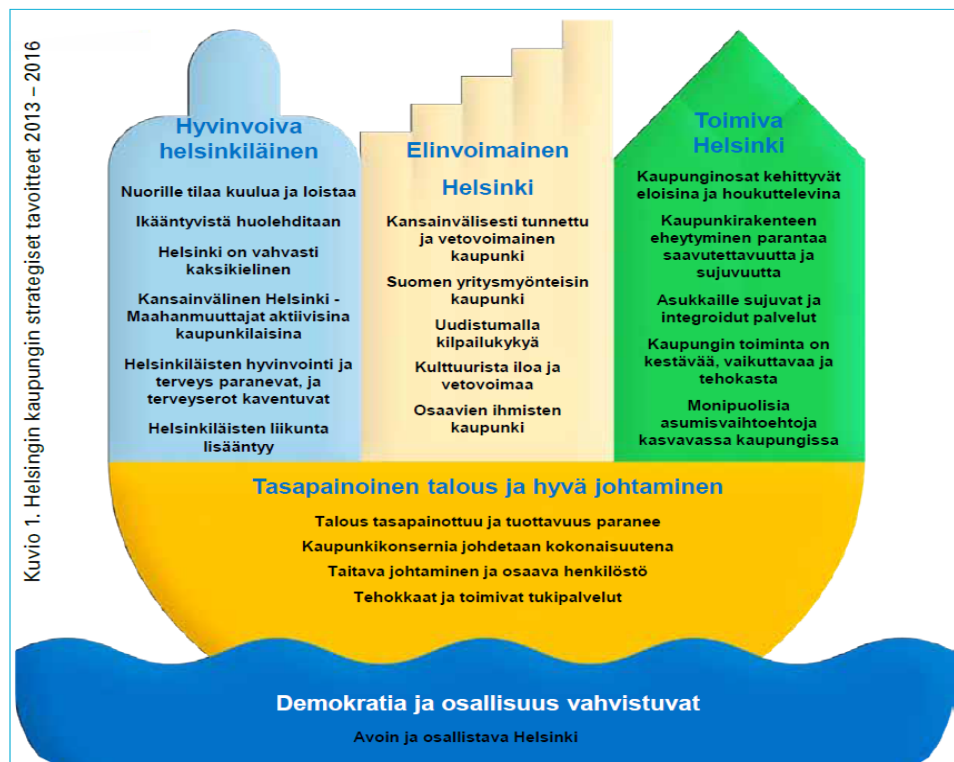 Kuvio 1. Helsingin kaupungin strategiset tavoitteet 2013 – 2016
Hyvinvoiva
helsinkiläinen
Nuorille tilaa kuulua ja loistaa
Ikääntyvistä huolehditaan
Helsinki on vahvasti
kaksikielinen
Kansainvälinen Helsinki -
Maahanmuuttajat aktiivisina
kaupunkilaisina
Helsinkiläisten hyvinvointi ja
terveys paranevat, ja
terveyserot kaventuvat
Helsinkiläisten liikunta
lisääntyy
Elinvoimainen
Helsinki
Kansainvälisesti tunnettu
ja vetovoimainen
kaupunki
Suomen yritysmyönteisin
kaupunki
Uudistumalla
kilpailukykyä
Kulttuurista iloa ja
vetovoimaa
Osaavien ihmisten
kaupunki
Toimiva
Helsinki
Kaupunginosat kehittyvät
eloisina ja houkuttelevina
Kaupunkirakenteen
eheytyminen parantaa
saavutettavuutta ja
sujuvuutta
Asukkaille sujuvat ja
integroidut palvelut
Kaupungin toiminta on
kestävää, vaikuttavaa ja
tehokasta
Monipuolisia
asumisvaihtoehtoja
kasvavassa kaupungissa
Tasapainoinen talous ja hyvä johtaminen
Talous tasapainottuu ja tuottavuus paranee
Kaupunkikonsernia johdetaan kokonaisuutena
Taitava johtaminen ja osaava henkilöstö
Tehokkaat ja toimivat tukipalvelut
Demokratia ja osallisuus vahvistuvat
Avoin ja osallistava Helsinki